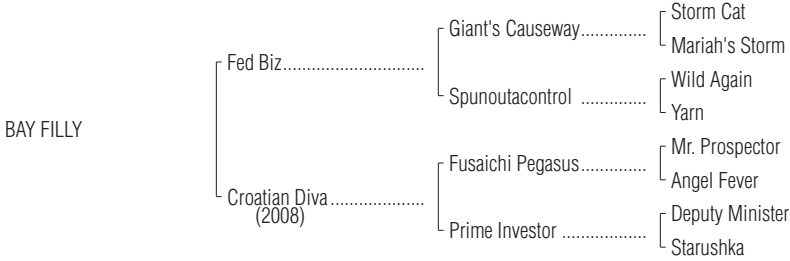 Storm Cat
Giant's Causeway..............
Mariah's Storm
Fed Biz.............................
Wild Again
Spunoutacontrol ..............
Yarn
BAY FILLY
Mr. Prospector
Fusaichi Pegasus..............
Angel Fever
Croatian Diva...................
(2008)
Deputy Minister
Prime Investor ..................
Starushka